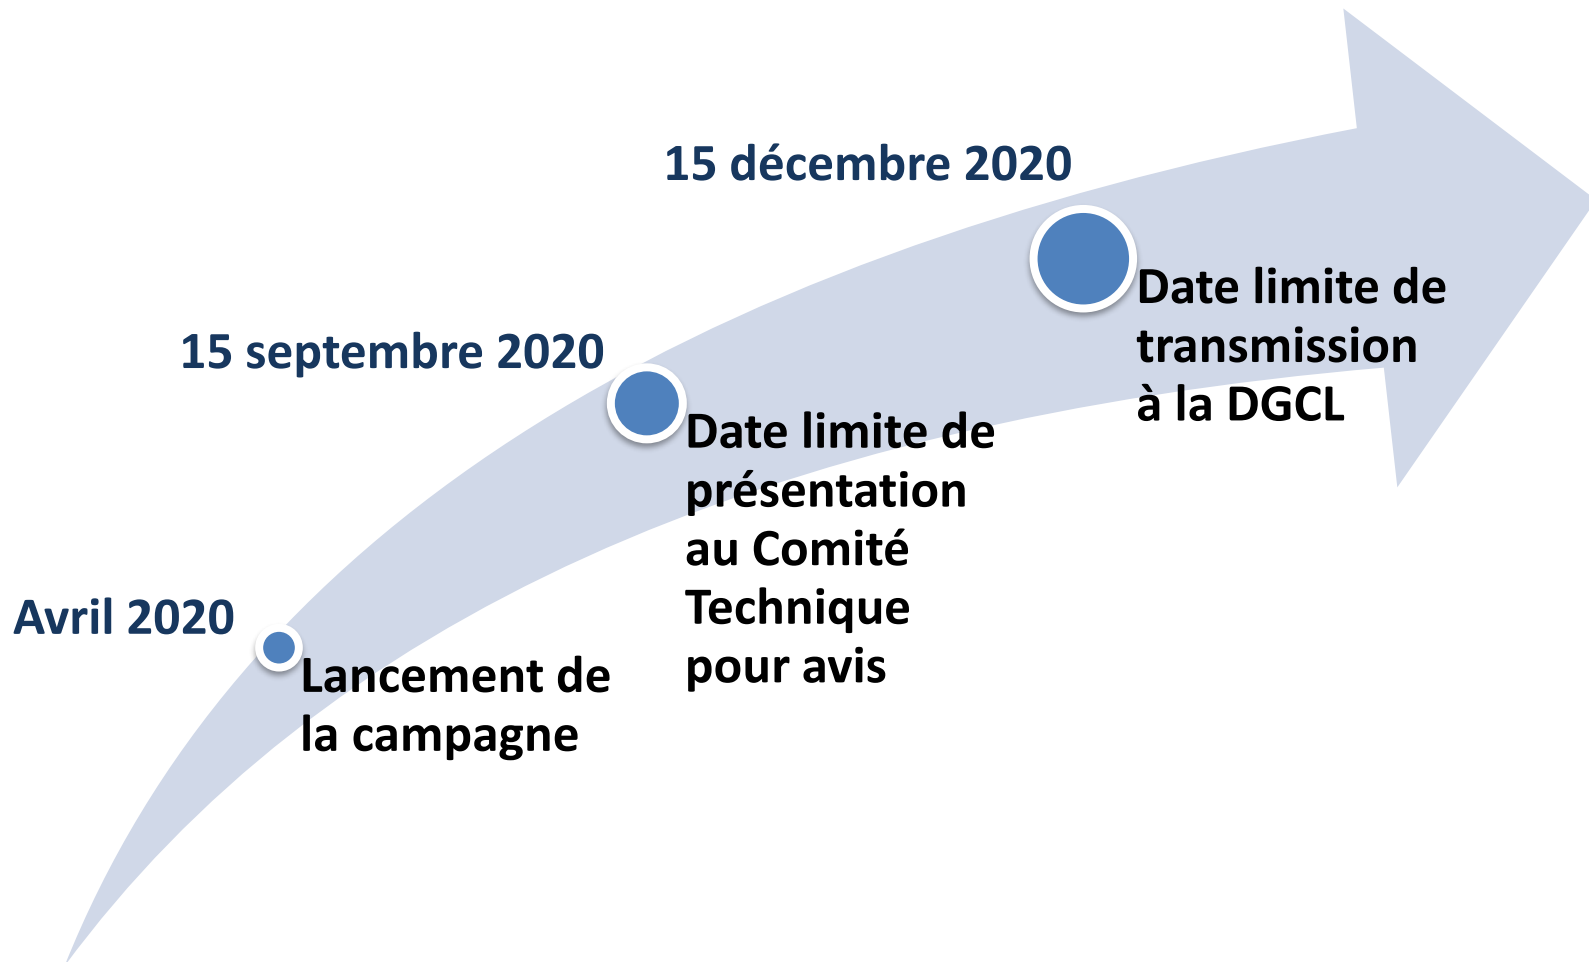 Avril 2020
Lancement de
la campagne
15 septembre 2020
Date limite de
présentation
au Comité
Technique
pour avis
15 décembre 2020
Date limite de
transmission
à la DGCL